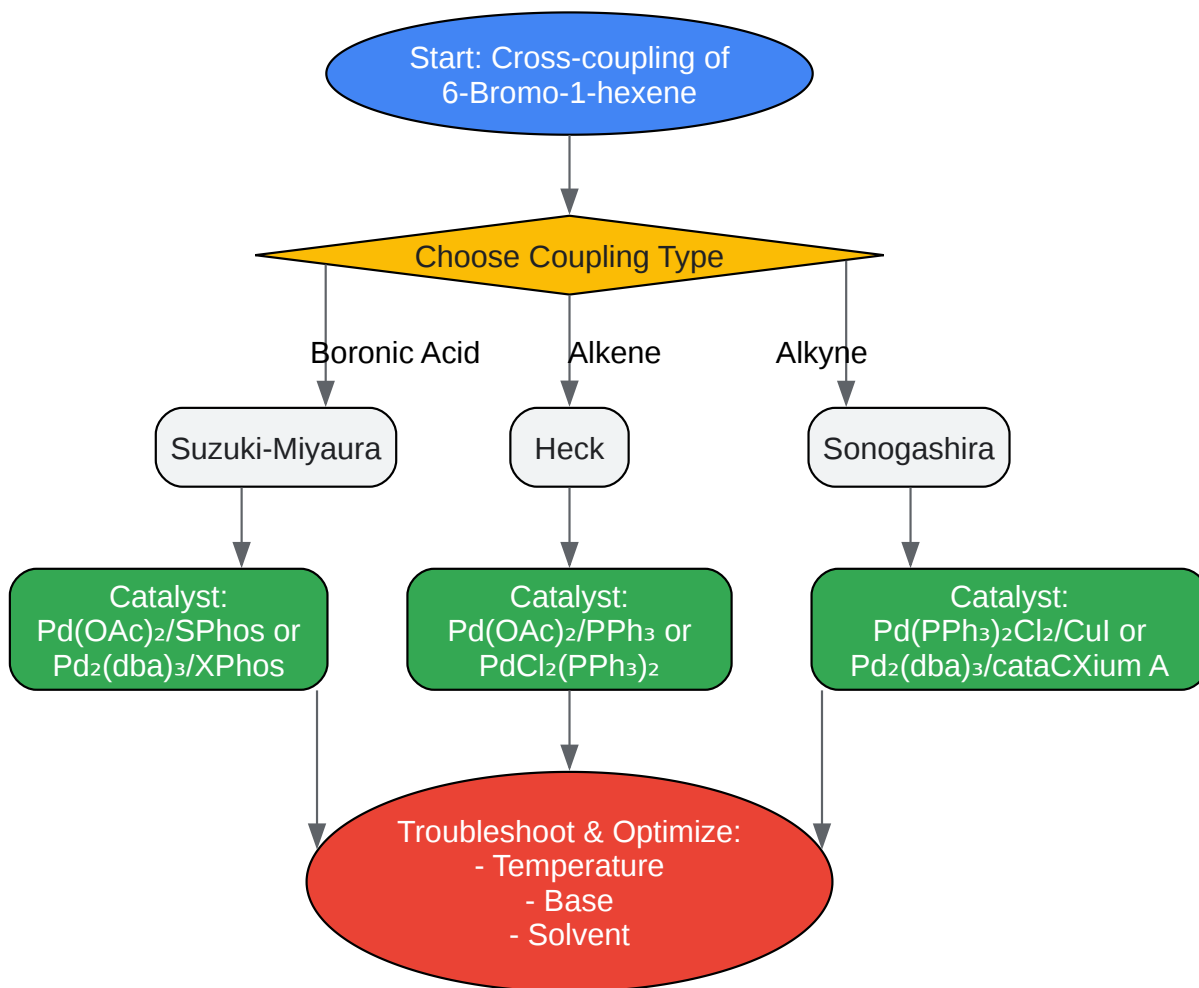 Start: Cross-coupling of
6-Bromo-1-hexene
Choose Coupling Type
Boronic Acid
Alkene
Alkyne
Suzuki-Miyaura
Heck
Sonogashira
Catalyst:
Pd(OAc)₂/SPhos or
Pd₂(dba)₃/XPhos
Catalyst:
Pd(OAc)₂/PPh₃ or
PdCl₂(PPh₃)₂
Catalyst:
Pd(PPh₃)₂Cl₂/CuI or
Pd₂(dba)₃/cataCXium A
Troubleshoot & Optimize:
- Temperature
- Base
- Solvent